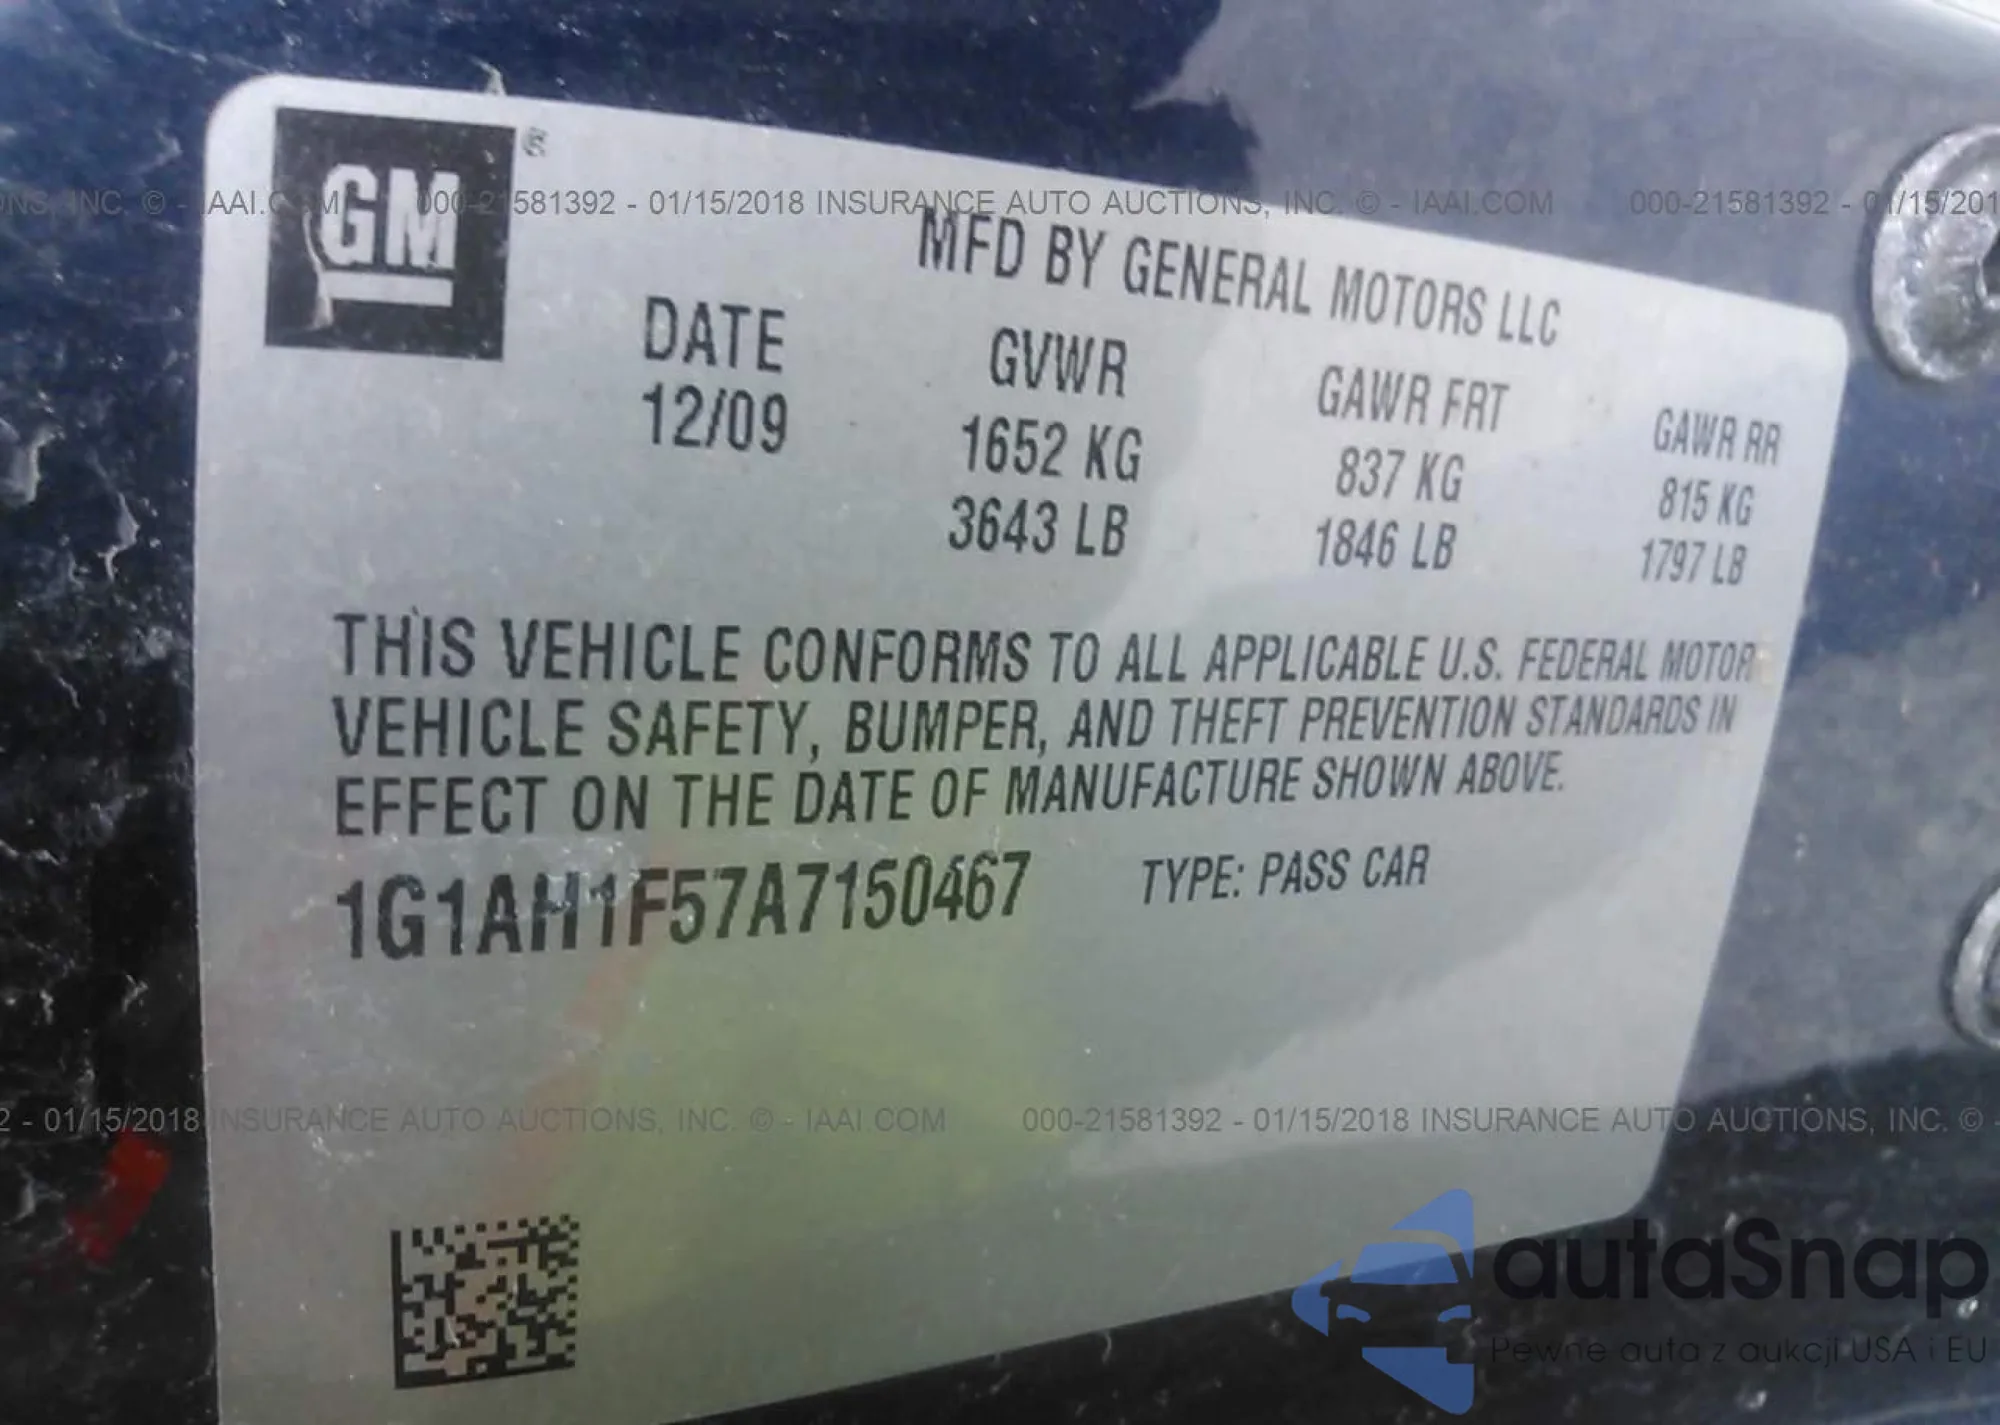 GM
MFD BY GENERAL MOTORS LLC
DATE GVWR GAWR FRT GAWR RR
12/09 1652 KG 837 KG 815 KG
3643 LB 1846 LB 1797 LB
THIS VEHICLE CONFORMS TO ALL APPLICABLE U.S. FEDERAL MOTOR
VEHICLE SAFETY, BUMPER, AND THEFT PREVENTION STANDARDS IN
EFFECT ON THE DATE OF MANUFACTURE SHOWN ABOVE.
1G1AH1F57A7150467 TYPE: PASS CAR
INC. © - IAAI.COM 000-21581392 - 01/15/2018 INSURANCE AUTO AUCTIONS, INC. © - IAAI.COM 000-21581392 - 01/15/201
2 - 01/15/2018 INSURANCE AUTO AUCTIONS, INC. © - IAAI.COM 000-21581392 - 01/15/2018 INSURANCE AUTO AUCTIONS, INC. © -
autaSnap
Pewne auta z aukcji USA i EU